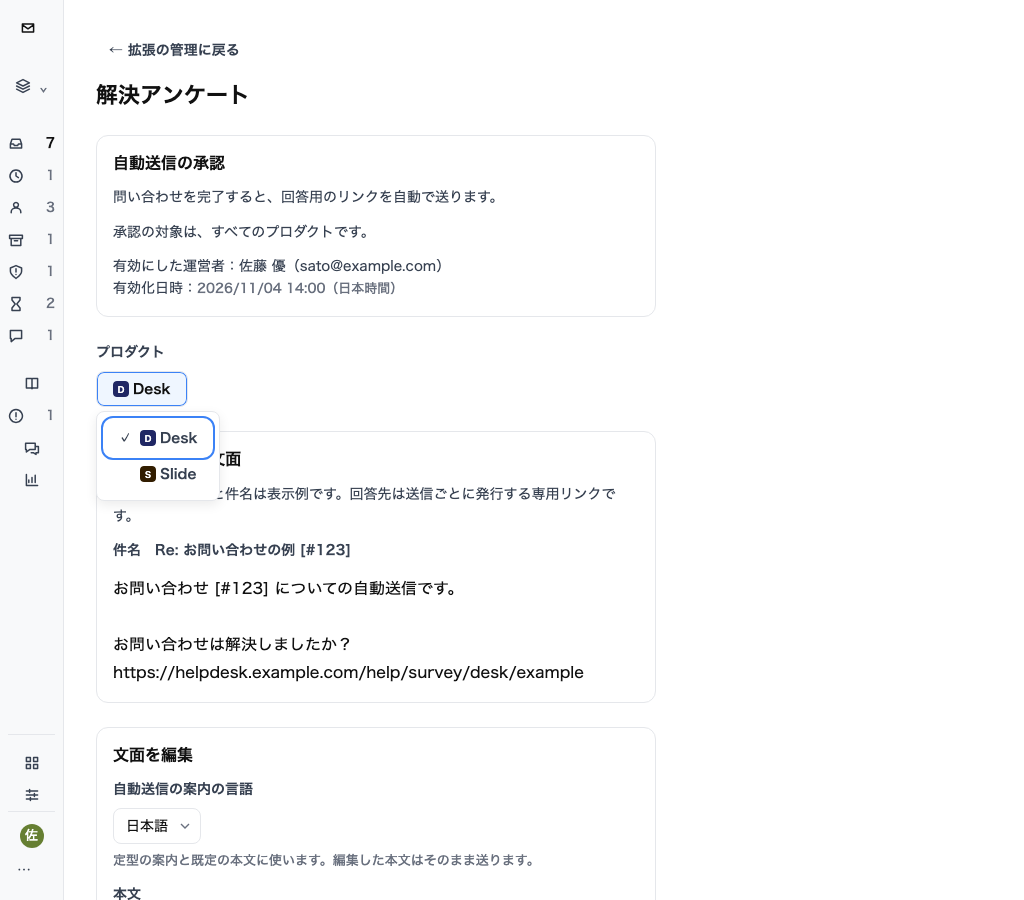 ← 拡張の管理に戻る
解決アンケート
7
1
3
1
1
2
1
1
自動送信の承認
問い合わせを完了すると、回答用のリンクを自動で送ります。
承認の対象は、すべてのプロダクトです。
有効にした運営者：佐藤 優（sato@example.com）
有効化日時：2026/11/04 14:00（日本時間）
プロダクト
D Desk
✓ D Desk
S Slide
文面
件名は表示例です。回答先は送信ごとに発行する専用リンクで
す。
件名 Re: お問い合わせの例 [#123]
お問い合わせ [#123] についての自動送信です。
お問い合わせは解決しましたか？
https://helpdesk.example.com/help/survey/desk/example
文面を編集
自動送信の案内の言語
日本語
定型の案内と既定の本文に使います。編集した本文はそのまま送ります。
本文
佐
…